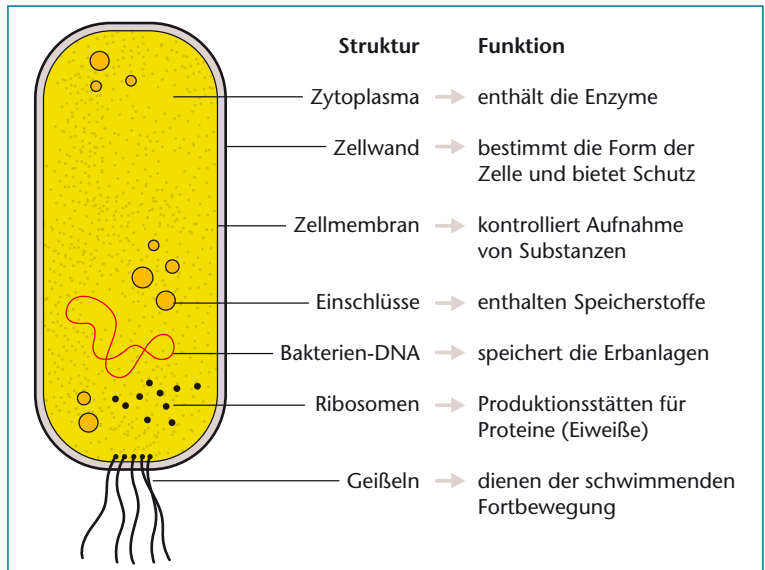 Struktur Funktion
Zytoplasma → enthält die Enzyme
Zellwand → bestimmt die Form der
Zelle und bietet Schutz
Zellmembran → kontrolliert Aufnahme
von Substanzen
Einschlüsse → enthalten Speicherstoffe
Bakterien-DNA → speichert die Erbanlagen
Ribosomen → Produktionsstätten für
Proteine (Eiweiße)
Geißeln → dienen der schwimmenden
Fortbewegung